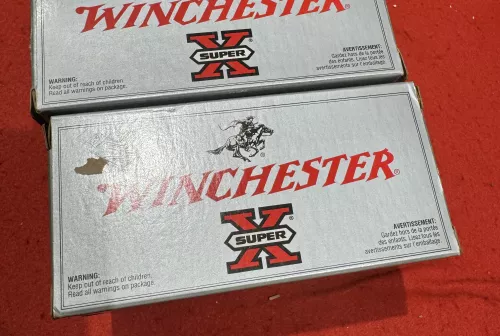 WINCHESTER
X SUPER
WARNING:
Keep out of reach of children.
Read all warnings on package.
AVERTISSEMENT:
Gardez hors de la portée
des enfants. Lisez tous les
avertissements sur l'emballage.
WINCHESTER®
X SUPER
WARNING:
Keep out of reach of children.
Read all warnings on package.
AVERTISSEMENT:
Gardez hors de la portée
des enfants. Lisez tous les
avertissements sur l'emballage.